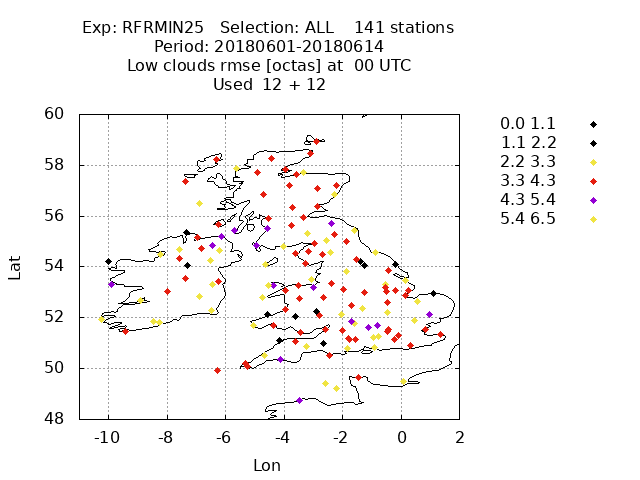 Exp: RFRMIN25   Selection: ALL    141 stations
Period: 20180601-20180614
Low clouds rmse [octas] at  00 UTC
Used  12 + 12
60
58
56
54
52
50
48
Lat
-10 -8 -6 -4 -2 0 2
Lon
0.0 1.1
1.1 2.2
2.2 3.3
3.3 4.3
4.3 5.4
5.4 6.5